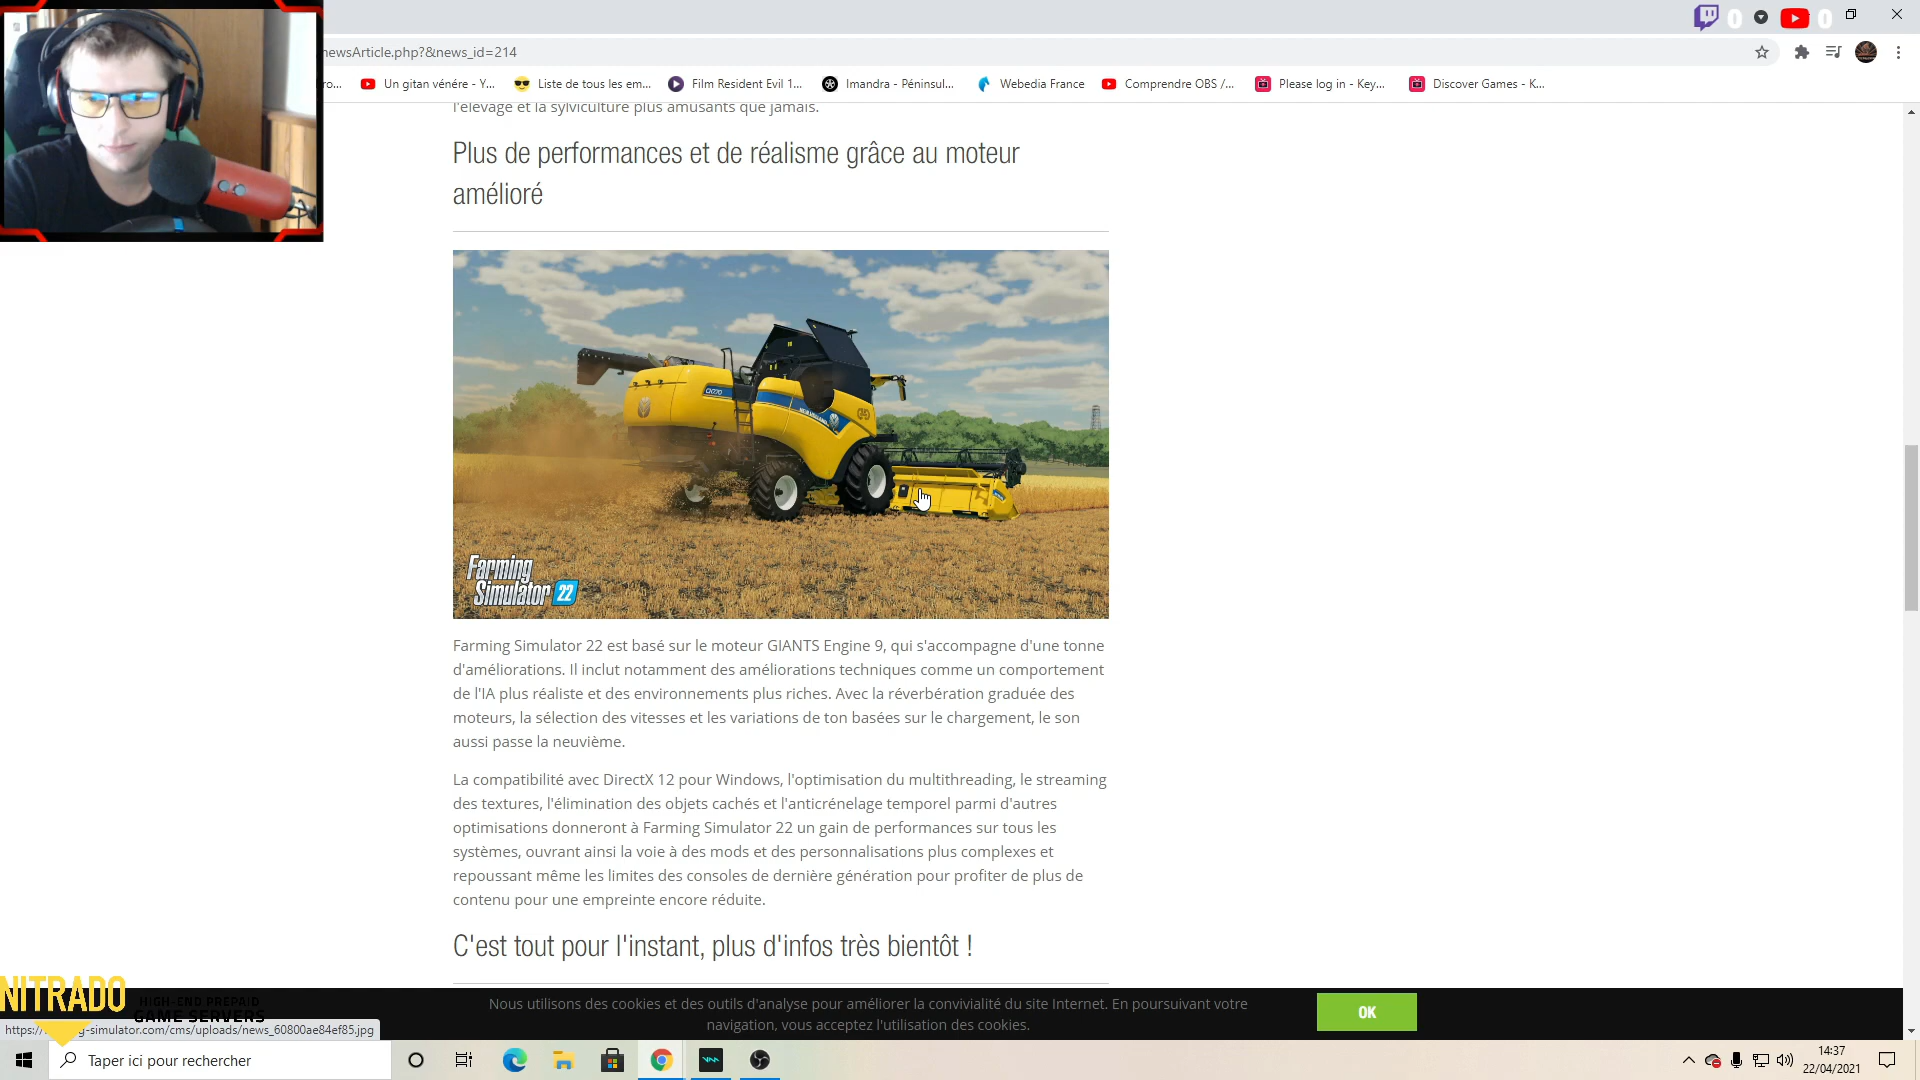 newsArticle.php?&news_id=214
ro...
Un gitan vénére - Y...
Liste de tous les em...
Film Resident Evil 1...
Imandra - Péninsul...
Webedia France
Comprendre OBS /...
Please log in - Key...
Discover Games - K...
l'élevage et la sylviculture plus amusants que jamais.
Plus de performances et de réalisme grâce au moteur
amélioré
NEW HOLLAND
Farming
Simulator 22
Farming Simulator 22 est basé sur le moteur GIANTS Engine 9, qui s'accompagne d'une tonne
d'améliorations. Il inclut notamment des améliorations techniques comme un comportement
de l'IA plus réaliste et des environnements plus riches. Avec la réverbération graduée des
moteurs, la sélection des vitesses et les variations de ton basées sur le chargement, le son
aussi passe la neuvième.
La compatibilité avec DirectX 12 pour Windows, l'optimisation du multithreading, le streaming
des textures, l'élimination des objets cachés et l'anticrénelage temporel parmi d'autres
optimisations donneront à Farming Simulator 22 un gain de performances sur tous les
systèmes, ouvrant ainsi la voie à des mods et des personnalisations plus complexes et
repoussant même les limites des consoles de dernière génération pour profiter de plus de
contenu pour une empreinte encore réduite.
C'est tout pour l'instant, plus d'infos très bientôt !
Nous utilisons des cookies et des outils d'analyse pour améliorer la convivialité du site Internet. En poursuivant votre
navigation, vous acceptez l'utilisation des cookies.
OK
NITRADO
HIGH-END PREPAID
GAME SERVERS
https://
g-simulator.com/cms/uploads/news_60800ae84ef85.jpg
Taper ici pour rechercher
14:37
22/04/2021